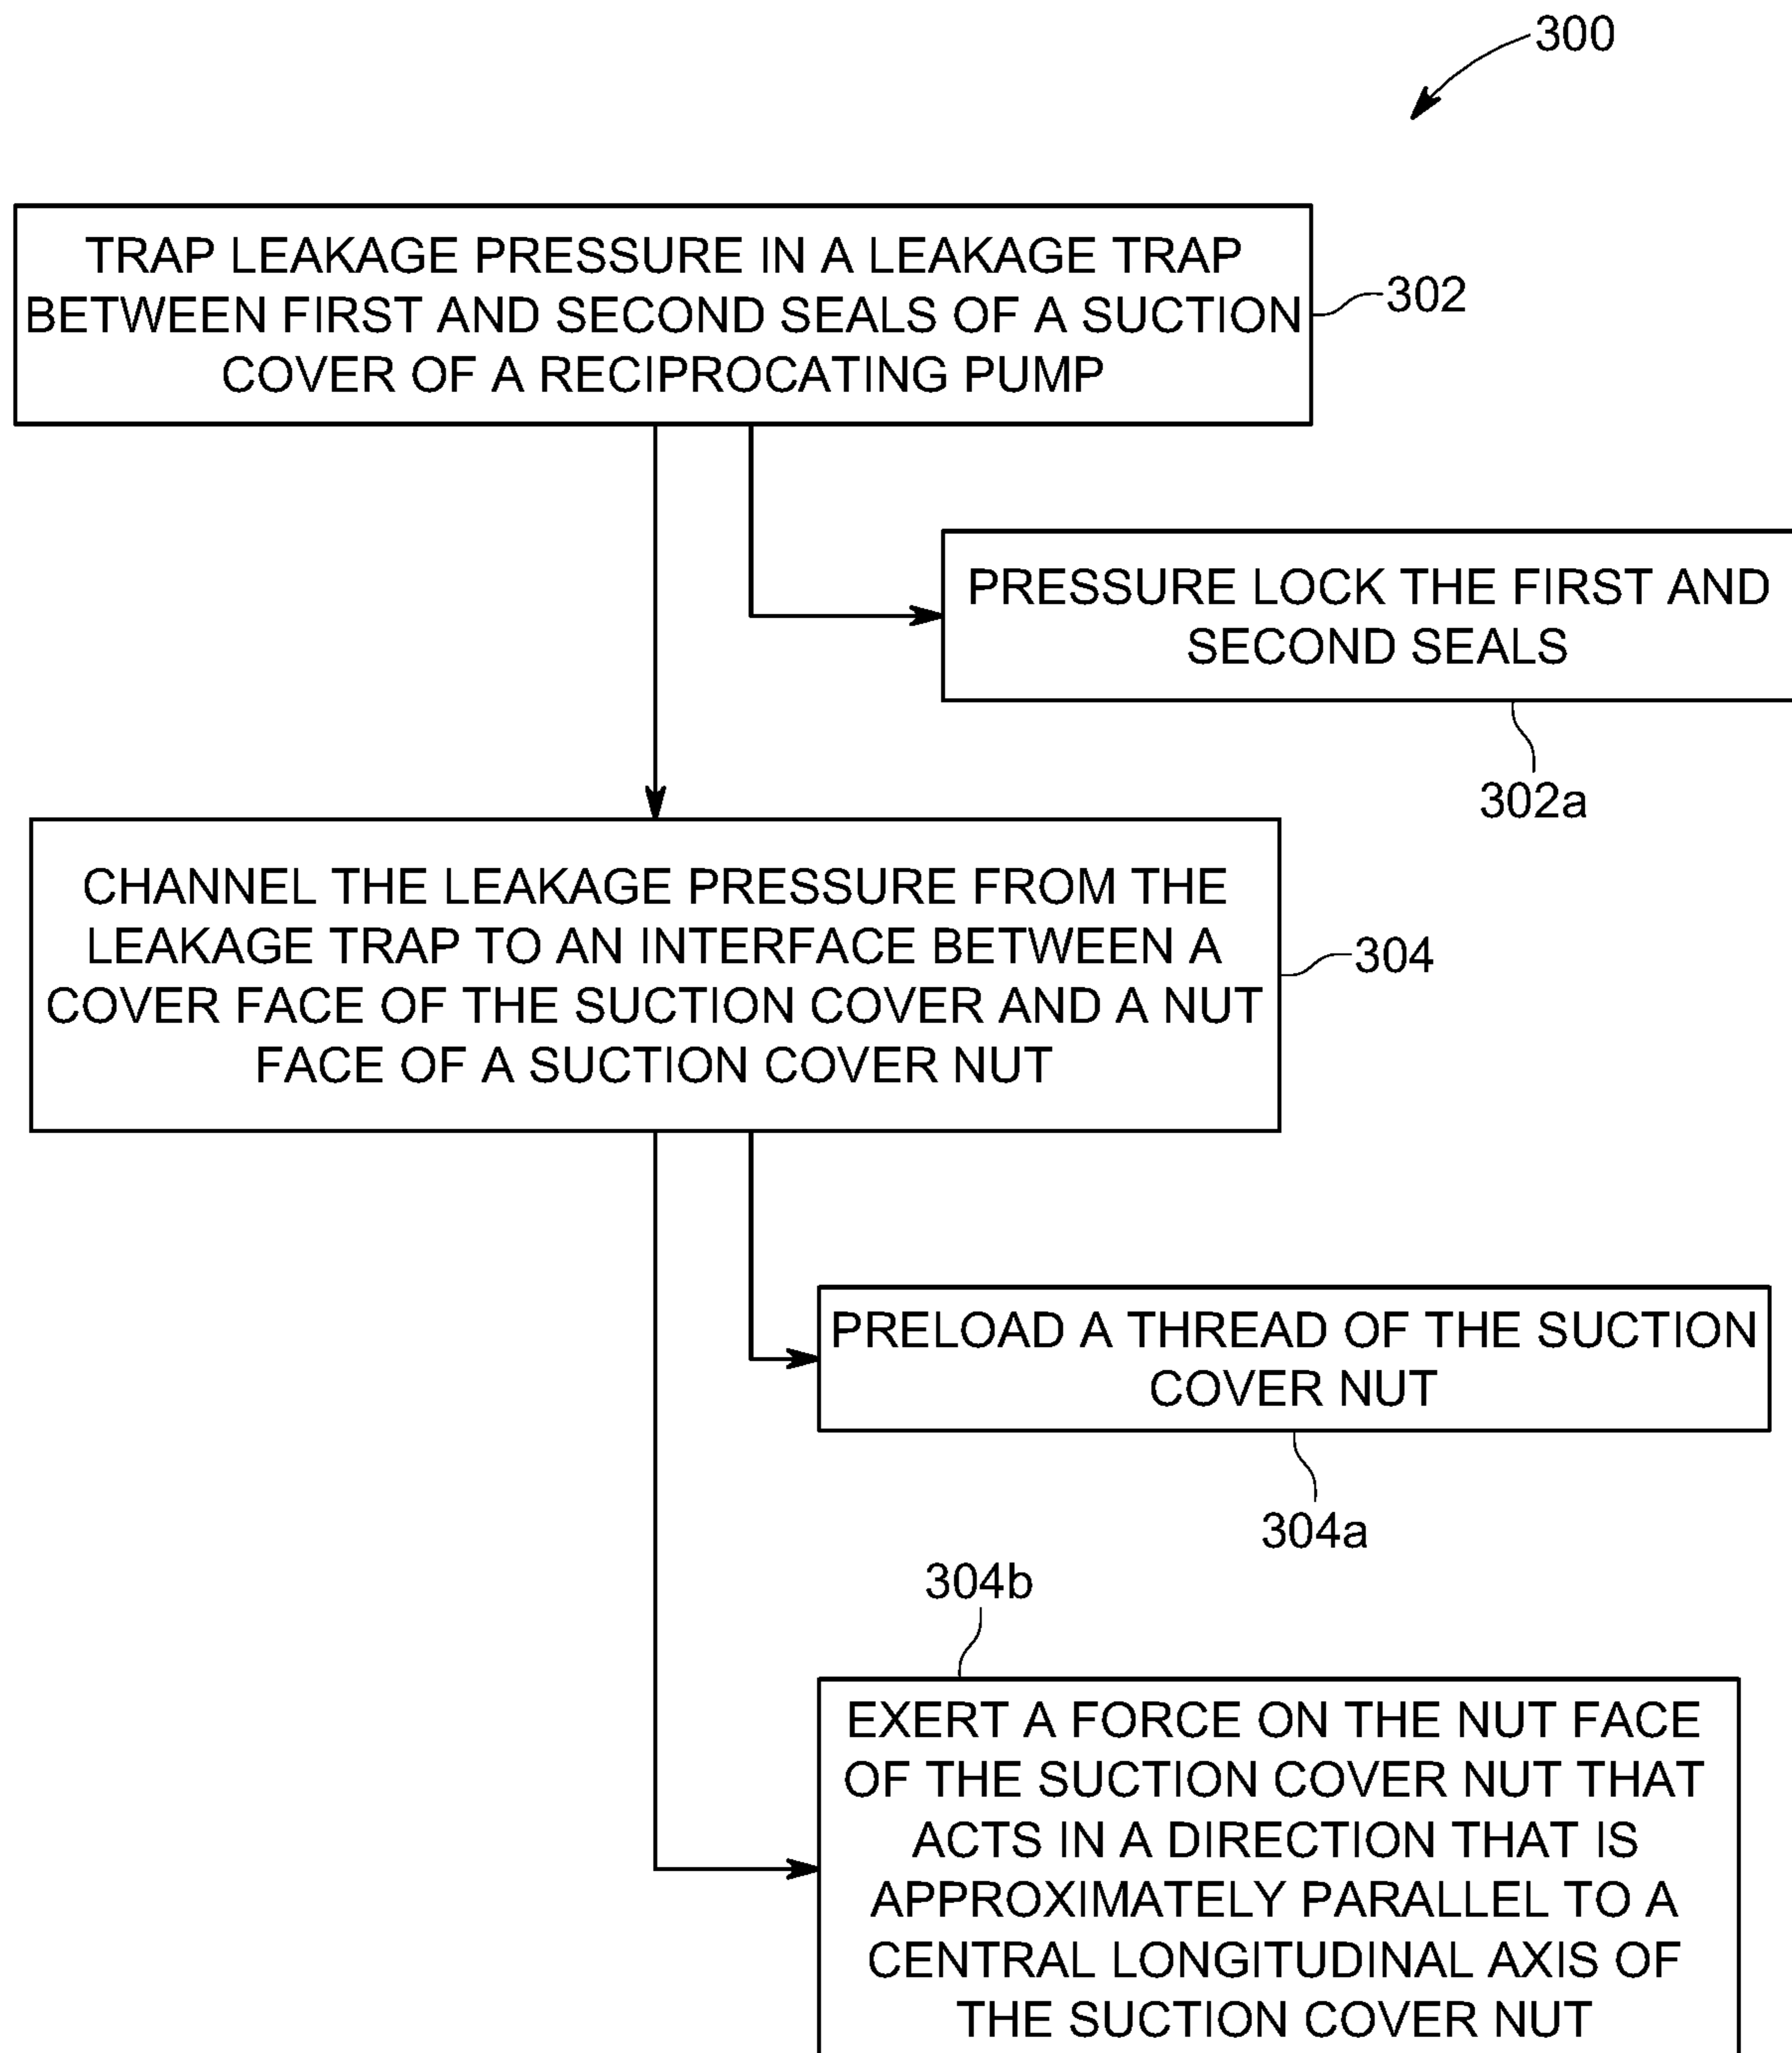 300
TRAP LEAKAGE PRESSURE IN A LEAKAGE TRAP
BETWEEN FIRST AND SECOND SEALS OF A SUCTION
COVER OF A RECIPROCATING PUMP
302
PRESSURE LOCK THE FIRST AND
SECOND SEALS
302a
CHANNEL THE LEAKAGE PRESSURE FROM THE
LEAKAGE TRAP TO AN INTERFACE BETWEEN A
COVER FACE OF THE SUCTION COVER AND A NUT
FACE OF A SUCTION COVER NUT
304
PRELOAD A THREAD OF THE SUCTION
COVER NUT
304a
304b
EXERT A FORCE ON THE NUT FACE
OF THE SUCTION COVER NUT THAT
ACTS IN A DIRECTION THAT IS
APPROXIMATELY PARALLEL TO A
CENTRAL LONGITUDINAL AXIS OF
THE SUCTION COVER NUT